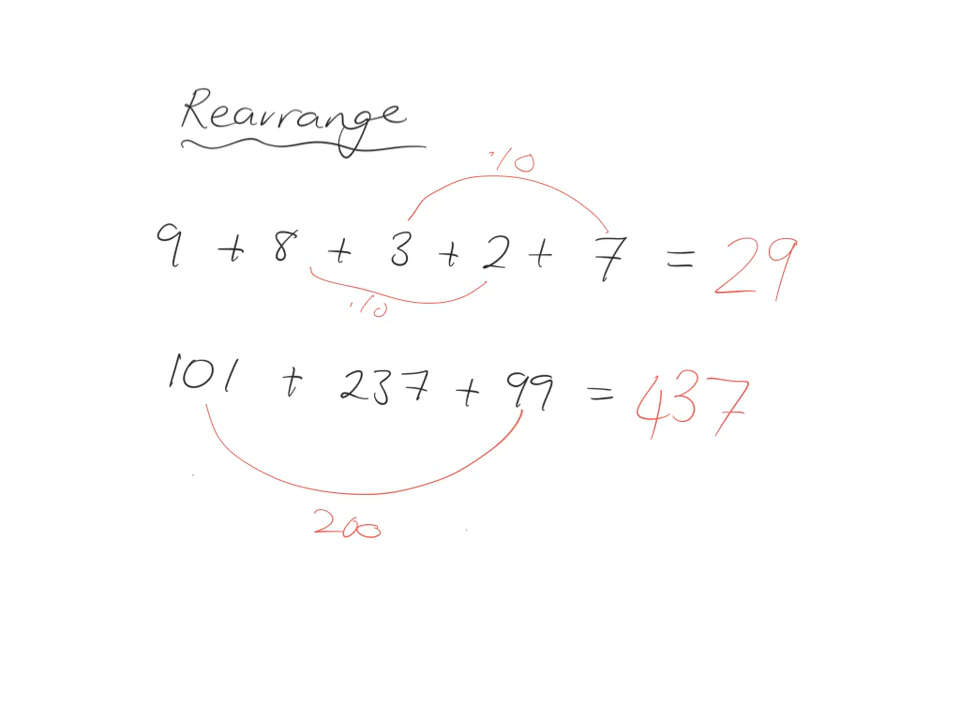 Rearrange
10
9 + 8 + 3 + 2 + 7 = 29
10
101 + 237 + 99 = 437
200